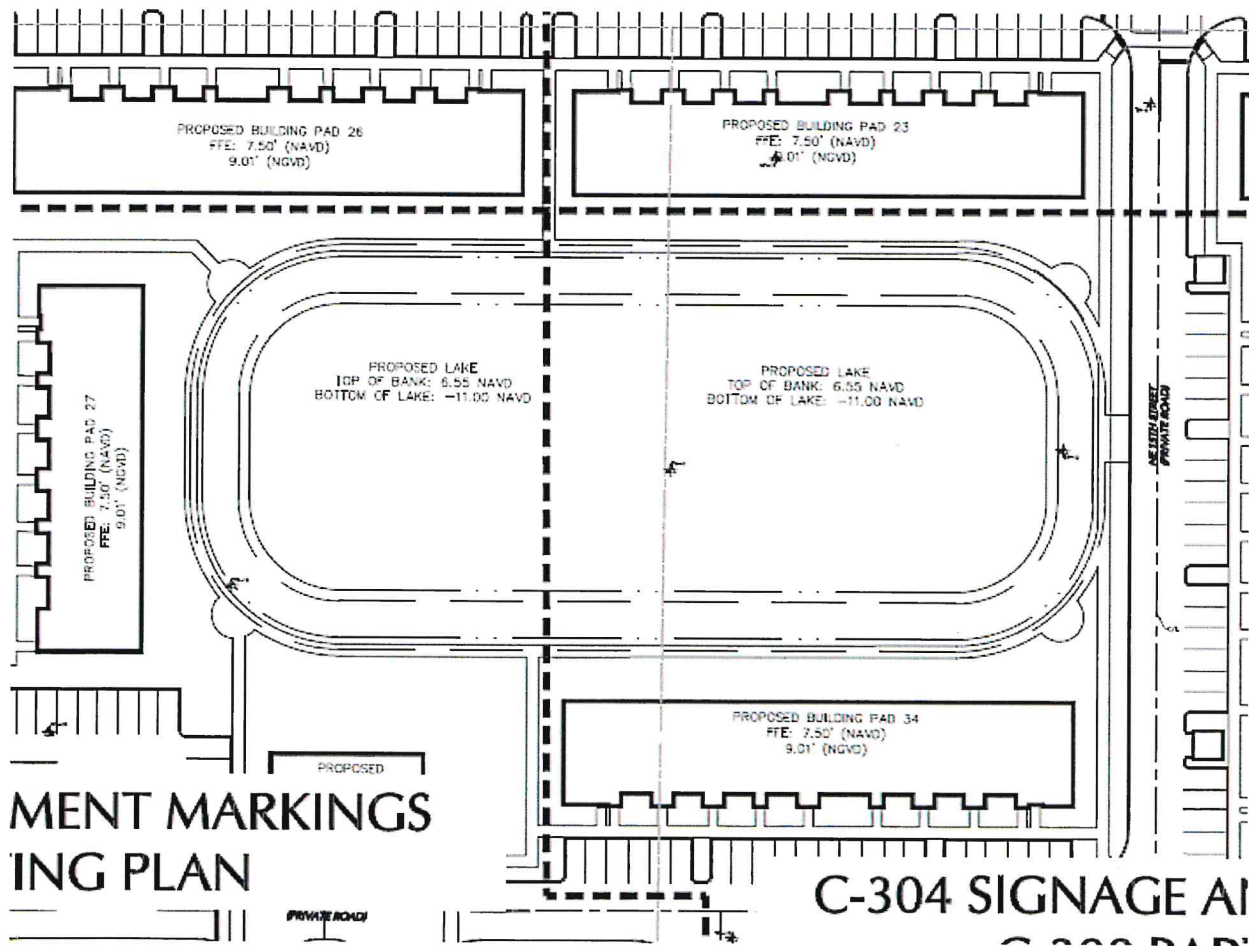 PROPOSED BUILDING PAD 26
FFE: 7.50' (NAVD)
9.01' (NGVD)
PROPOSED BUILDING PAD 23
FFE: 7.50' (NAVD)
9.01' (NGVD)
PROPOSED LAKE
TOP OF BANK: 6.55 NAVD
BOTTOM OF LAKE: -11.00 NAVD
PROPOSED LAKE
TOP OF BANK: 6.55 NAVD
BOTTOM OF LAKE: -11.00 NAVD
PROPOSED BUILDING PAD 27
FFE: 7.50' (NAVD)
9.01' (NGVD)
(PRIVATE ROAD)
PROPOSED BUILDING PAD 34
FFE: 7.50' (NAVD)
9.01' (NGVD)
PROPOSED
MENT MARKINGS
ING PLAN
(PRIVATE ROAD)
C-304 SIGNAGE A